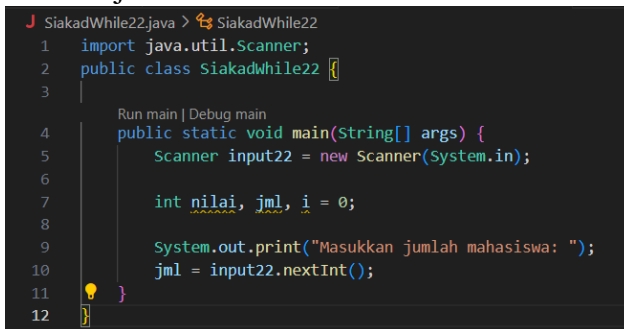 J SiakadWhile22.java > SiakadWhile22
1 import java.util.Scanner;
2 public class SiakadWhile22 {
3
Run main | Debug main
4 public static void main(String[] args) {
5 Scanner input22 = new Scanner(System.in);
6
7 int nilai, jml, i = 0;
8
9 System.out.print("Masukkan jumlah mahasiswa: ");
10 jml = input22.nextInt();
11 }
12 }